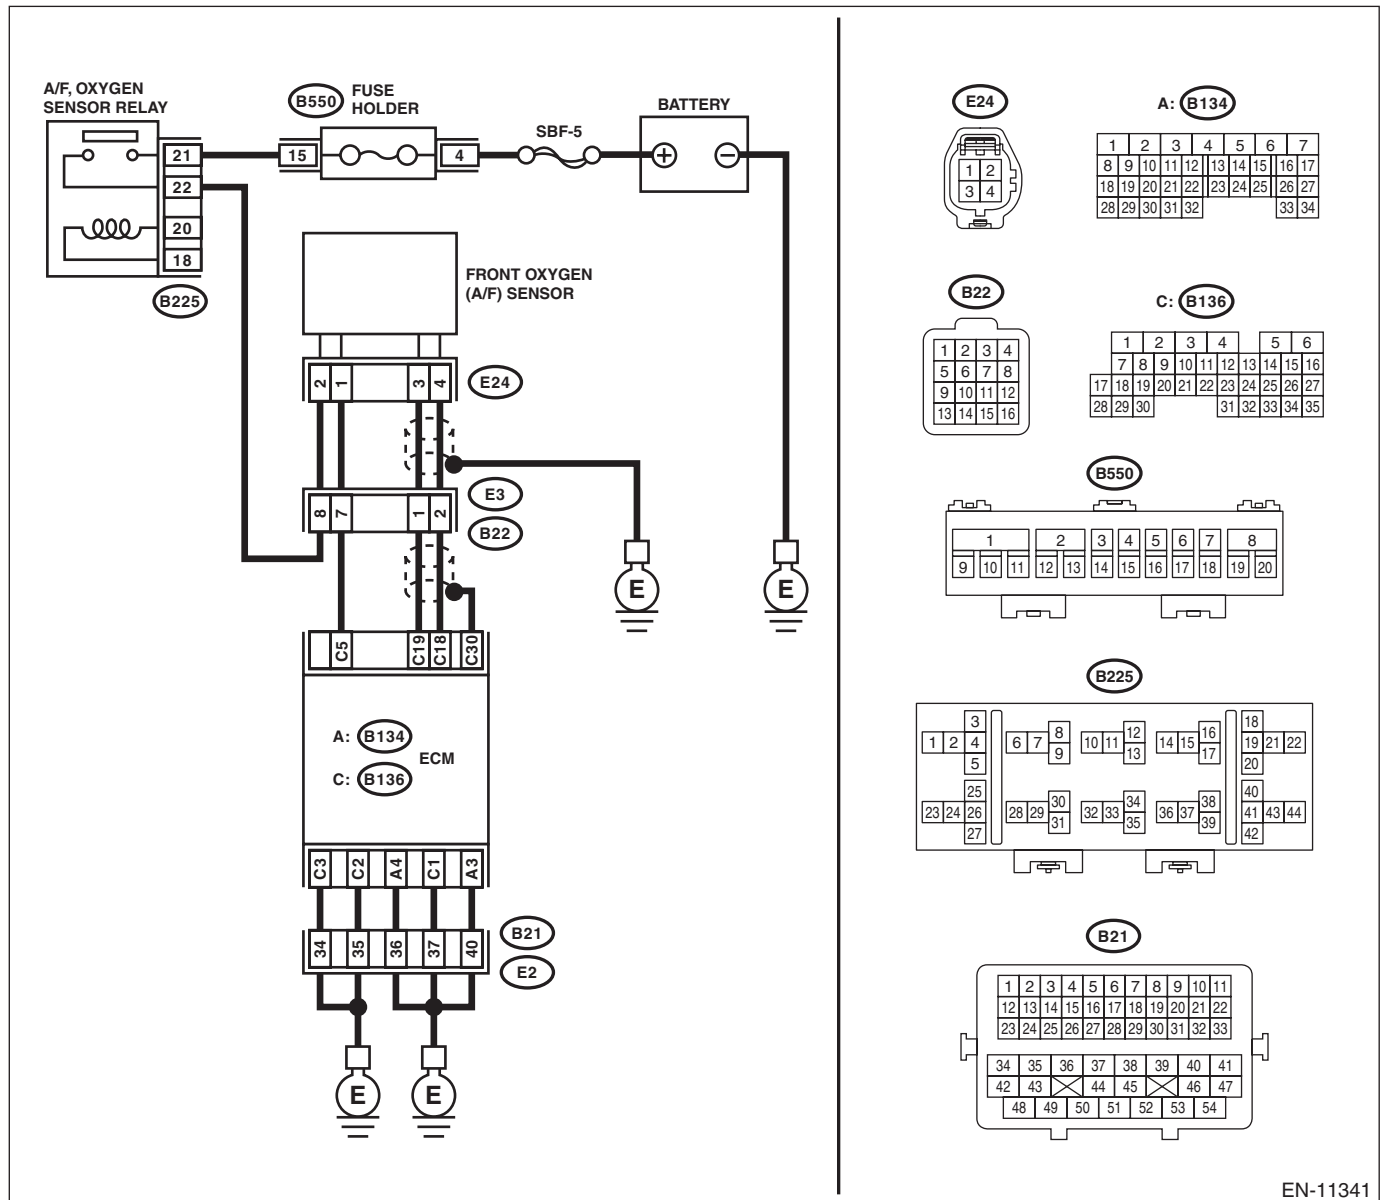 A/F, OXYGEN
SENSOR RELAY
B550
FUSE
HOLDER
SBF-5
BATTERY
21
15
4
+
−
22
20
18
B225
FRONT OXYGEN
(A/F) SENSOR
2 1 3 4
E24
E3
8 7 1 2
B22
E
E
C5 C19 C18 C30
A: B134
ECM
C: B136
C3 C2 A4 C1 A3
B21
34 35 36 37 40
E2
E
E
E24
1 2
3 4
A: B134
1 2 3 4 5 6 7
8 9 10 11 12 13 14 15 16 17
18 19 20 21 22 23 24 25 26 27
28 29 30 31 32 33 34
B22
1 2 3 4
5 6 7 8
9 10 11 12
13 14 15 16
C: B136
1 2 3 4 5 6
7 8 9 10 11 12 13 14 15 16
17 18 19 20 21 22 23 24 25 26 27
28 29 30 31 32 33 34 35
B550
1 2 3 4 5 6 7 8
9 10 11 12 13 14 15 16 17 18 19 20
B225
3 8 12 16 18
1 2 4 6 7 10 11 14 15 19 21 22
5 9 13 17 20
25 30 34 38 40
23 24 26 28 29 32 33 36 37 41 43 44
27 31 35 39 42
B21
1 2 3 4 5 6 7 8 9 10 11
12 13 14 15 16 17 18 19 20 21 22
23 24 25 26 27 28 29 30 31 32 33
34 35 36 37 38 39 40 41
42 43 44 45 46 47
48 49 50 51 52 53 54
EN-11341